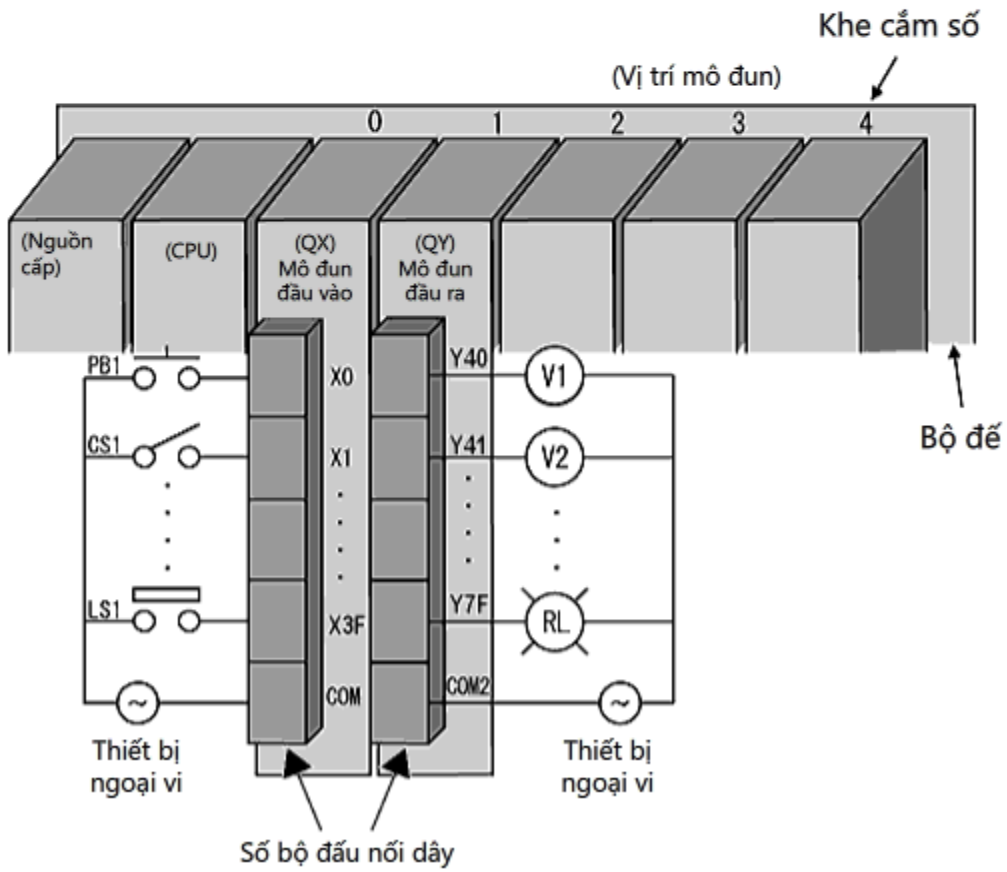 Khe cắm số
(Vị trí mô đun)
0 1 2 3 4
(Nguồn
cấp)
(CPU)
(QX)
Mô đun
đầu vào
(QY)
Mô đun
đầu ra
PB1
X0
Y40
V1
CS1
X1
Y41
V2
Bộ đế
LS1
X3F
Y7F
RL
COM
COM2
~
~
Thiết bị
ngoại vi
Thiết bị
ngoại vi
Số bộ đấu nối dây